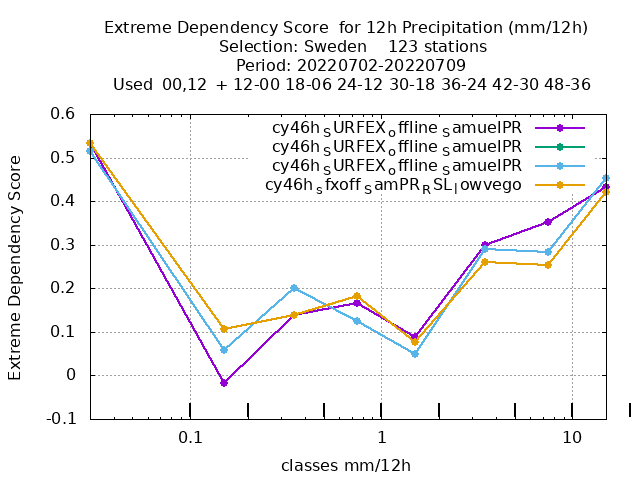 Extreme Dependency Score  for 12h Precipitation (mm/12h)
Selection: Sweden    123 stations
Period: 20220702-20220709
Used  00,12  + 12-00 18-06 24-12 30-18 36-24 42-30 48-36
0.6
0.5
0.4
0.3
0.2
0.1
0
-0.1
Extreme Dependency Score
cy46h_SURFEX_offline_SamuelPR
cy46h_SURFEX_offline_SamuelPR
cy46h_SURFEX_offline_SamuelPR
cy46h_sfxoff_SamPR_RSL_lowvego
0.1
1
10
classes mm/12h